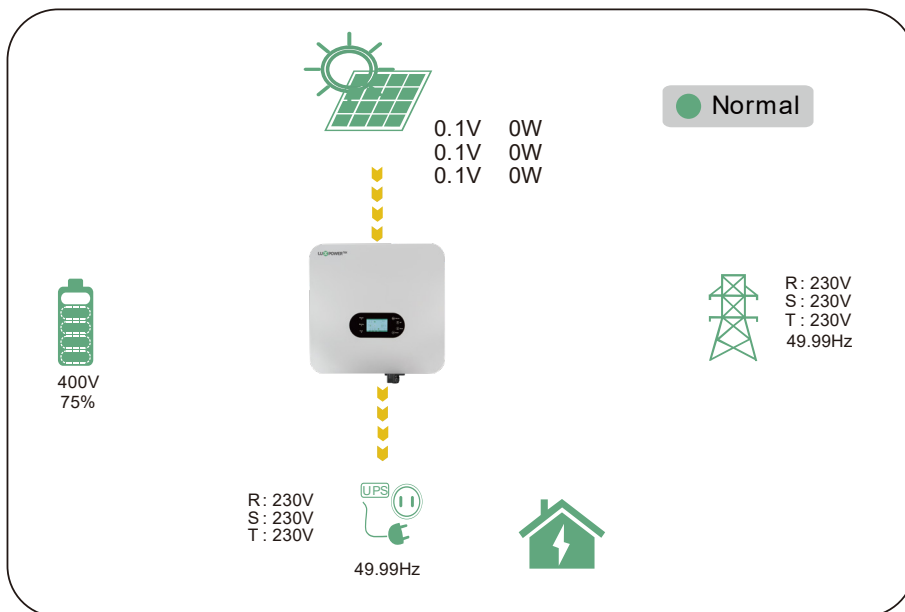 Normal
0.1V 0W
0.1V 0W
0.1V 0W
LUXPOWER
R: 230V
S: 230V
T: 230V
49.99Hz
400V
75%
UPS
R: 230V
S: 230V
T: 230V
49.99Hz